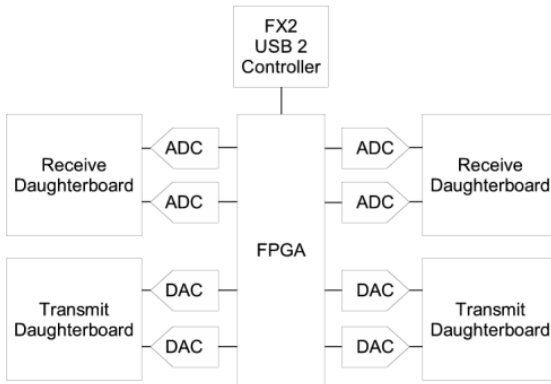 FX2
USB 2
Controller
Receive
Daughterboard
ADC
ADC
ADC
ADC
Receive
Daughterboard
FPGA
Transmit
Daughterboard
DAC
DAC
DAC
DAC
Transmit
Daughterboard